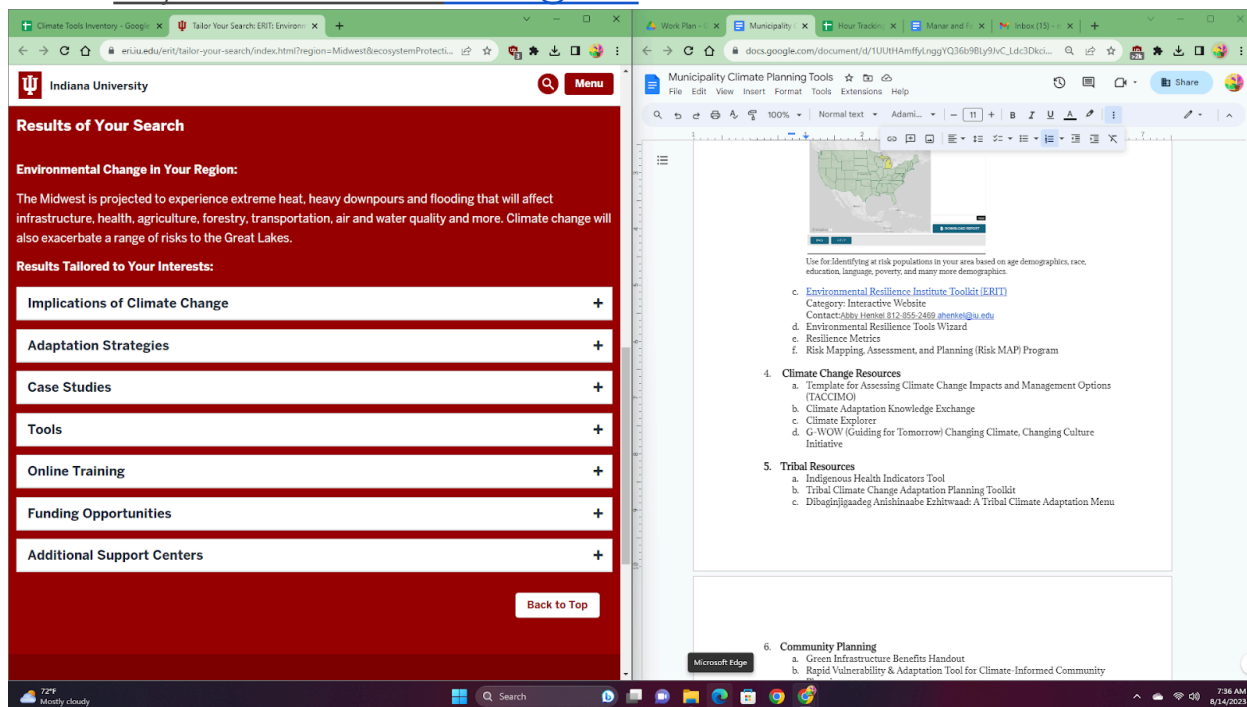 Climate Tools Inventory - Google
Tailor Your Search: ERIT: Environm
eri.iu.edu/erit/tailor-your-search/index.html?region=Midwest&ecosystemProtecti...
Indiana University
Menu
Results of Your Search
Environmental Change in Your Region:
The Midwest is projected to experience extreme heat, heavy downpours and flooding that will affect
infrastructure, health, agriculture, forestry, transportation, air and water quality and more. Climate change will
also exacerbate a range of risks to the Great Lakes.
Results Tailored to Your Interests:
Implications of Climate Change
Adaptation Strategies
Case Studies
Tools
Online Training
Funding Opportunities
Additional Support Centers
Back to Top
Work Plan - G
Municipality C
Hour Tracking
Manar and Fi
Inbox (15) -
docs.google.com/document/d/1UUtHAmffyLnggYQ36b9BLy9JvC_Ldc3Dkci...
Municipality Climate Planning Tools
File Edit View Insert Format Tools Extensions Help
Share
100% Normal text Adami... 11 B I U A
DOWNLOAD REPORT
Use for:Identifying at risk populations in your area based on age demographics, race,
education, language, poverty, and many more demographics.
c. Environmental Resilience Institute Toolkit (ERIT)
Category: Interactive Website
Contact:Abby Henkel 812-855-2469 ahenkel@iu.edu
d. Environmental Resilience Tools Wizard
e. Resilience Metrics
f. Risk Mapping, Assessment, and Planning (Risk MAP) Program
4. Climate Change Resources
a. Template for Assessing Climate Change Impacts and Management Options
(TACCIMO)
b. Climate Adaptation Knowledge Exchange
c. Climate Explorer
d. G-WOW (Guiding for Tomorrow) Changing Climate, Changing Culture
Initiative
5. Tribal Resources
a. Indigenous Health Indicators Tool
b. Tribal Climate Change Adaptation Planning Toolkit
c. Dibaginjigaadeg Anishinaabe Ezhitwaad: A Tribal Climate Adaptation Menu
6. Community Planning
a. Green Infrastructure Benefits Handout
b. Rapid Vulnerability & Adaptation Tool for Climate-Informed Community
Microsoft Edge
72°F
Mostly cloudy
Search
7:36 AM
8/14/2023